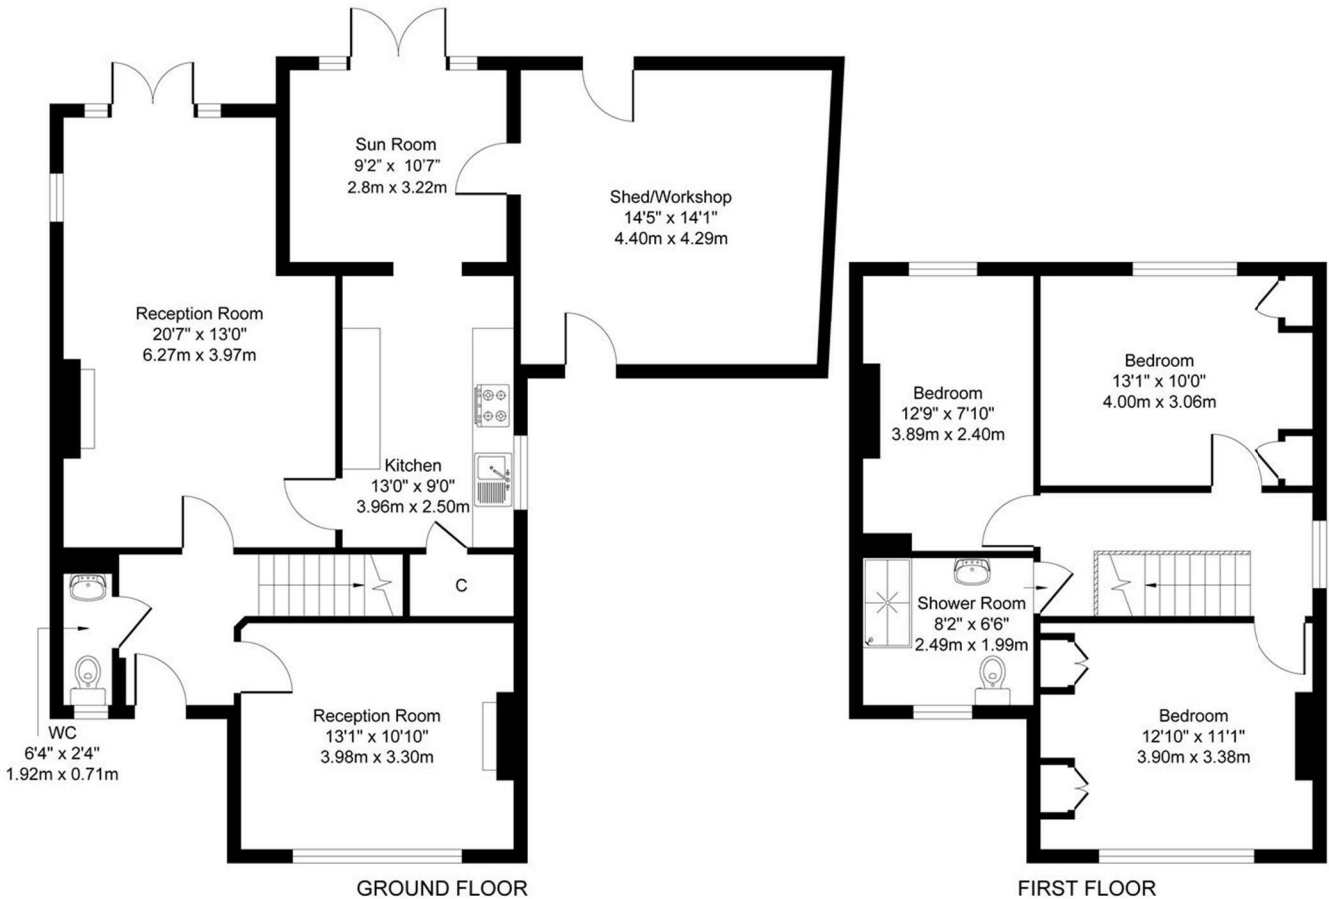 Sun Room
9'2" x 10'7"
2.8m x 3.22m
Shed/Workshop
14'5" x 14'1"
4.40m x 4.29m
Reception Room
20'7" x 13'0"
6.27m x 3.97m
Kitchen
13'0" x 9'0"
3.96m x 2.50m
C
WC
6'4" x 2'4"
1.92m x 0.71m
Reception Room
13'1" x 10'10"
3.98m x 3.30m
GROUND FLOOR
Bedroom
12'9" x 7'10"
3.89m x 2.40m
Bedroom
13'1" x 10'0"
4.00m x 3.06m
Shower Room
8'2" x 6'6"
2.49m x 1.99m
Bedroom
12'10" x 11'1"
3.90m x 3.38m
FIRST FLOOR